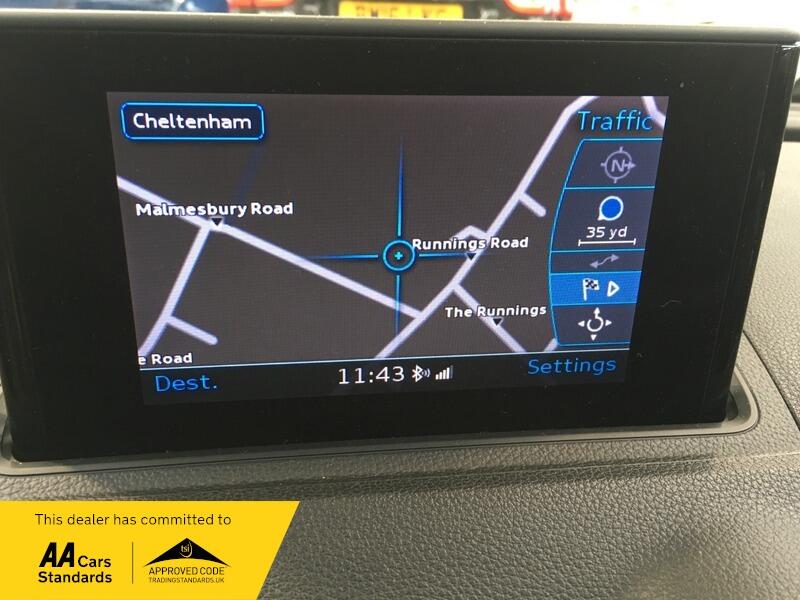 Cheltenham
Traffic
N
Malmesbury Road
35 yd
Runnings Road
The Runnings
e Road
Dest.
11:43
Settings
This dealer has committed to
AA Cars
Standards
tsi
APPROVED CODE
TRADINGSTANDARDS.UK